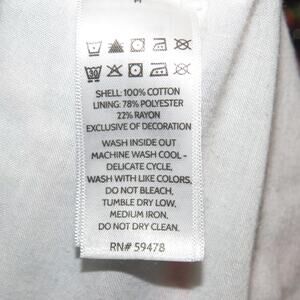 M
30
SHELL: 100% COTTON
LINING: 78% POLYESTER
22% RAYON
EXCLUSIVE OF DECORATION
WASH INSIDE OUT
MACHINE WASH COOL -
DELICATE CYCLE,
WASH WITH LIKE COLORS,
DO NOT BLEACH,
TUMBLE DRY LOW,
MEDIUM IRON,
DO NOT DRY CLEAN.
RN# 59478